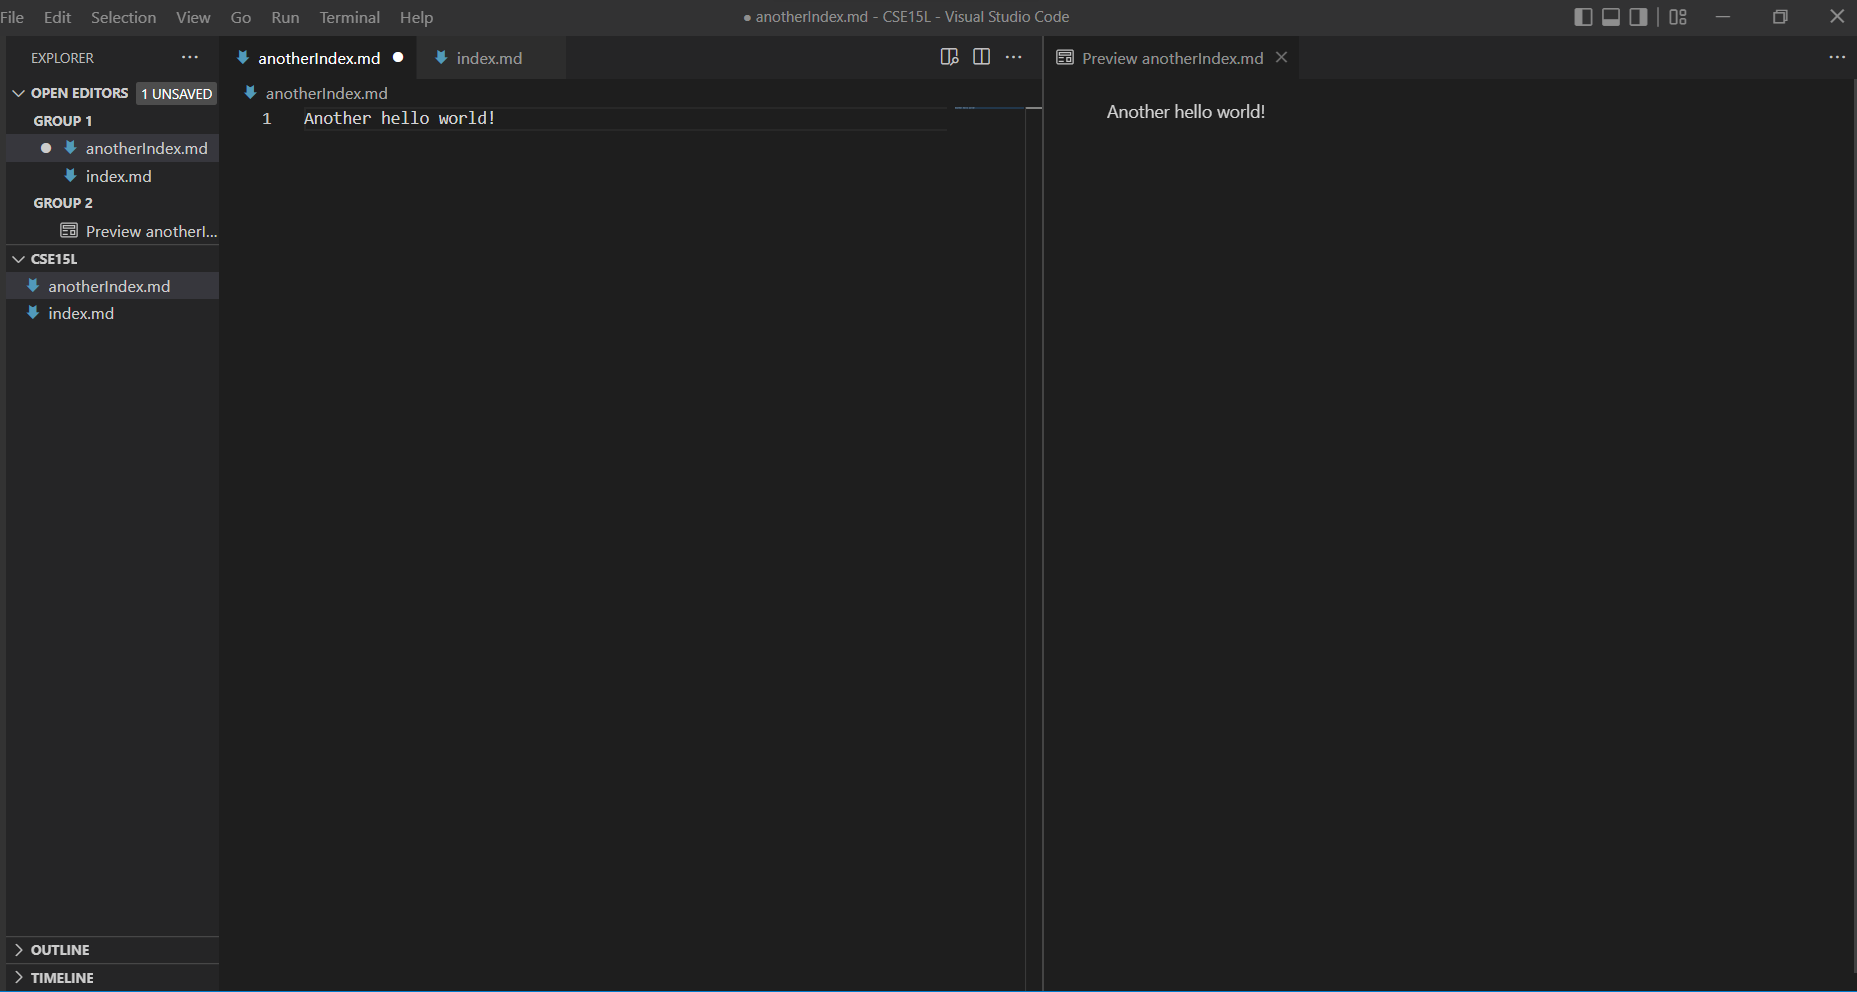 File Edit Selection View Go Run Terminal Help
● anotherIndex.md - CSE15L - Visual Studio Code
EXPLORER
OPEN EDITORS 1 UNSAVED
GROUP 1
anotherIndex.md
index.md
GROUP 2
Preview anotherI...
CSE15L
anotherIndex.md
index.md
OUTLINE
TIMELINE
anotherIndex.md index.md
anotherIndex.md
1 Another hello world!
Preview anotherIndex.md
Another hello world!